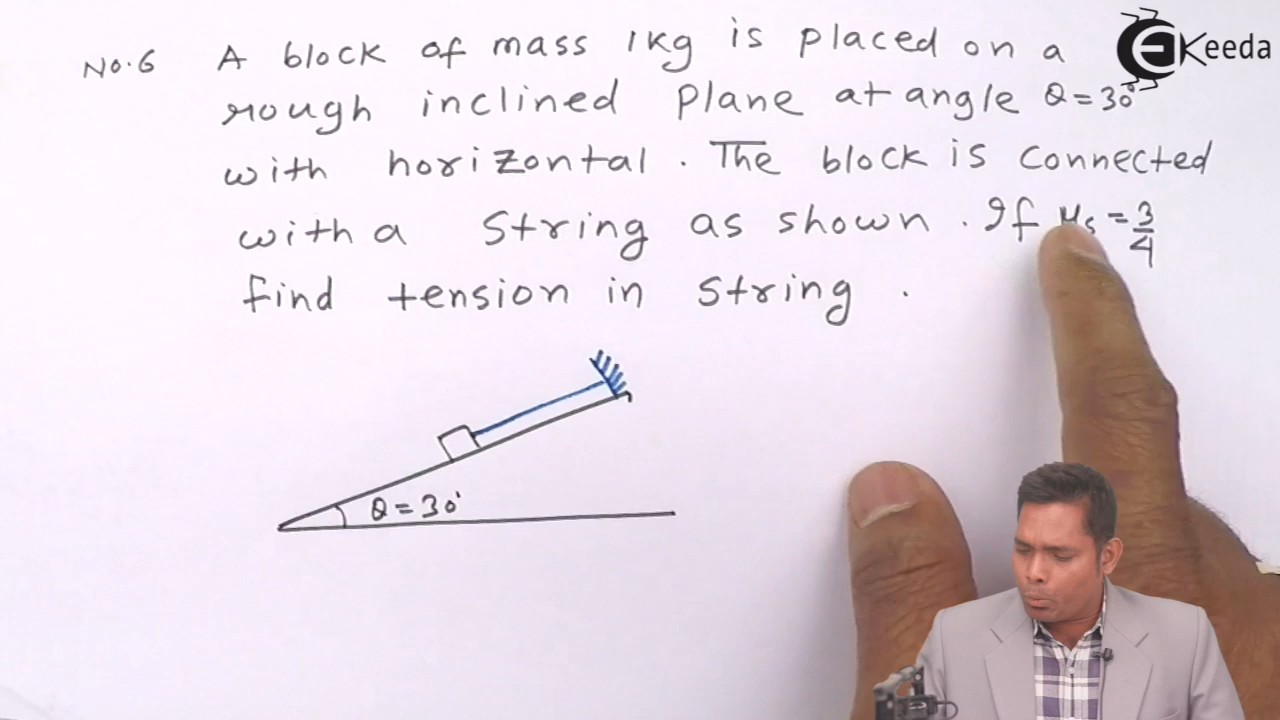 No.6 A block of mass 1kg is placed on a
rough inclined plane at angle θ=30°
with horizontal. The block is connected
with a string as shown. If μs = 3/4
find tension in string.
θ=30°
Keeda